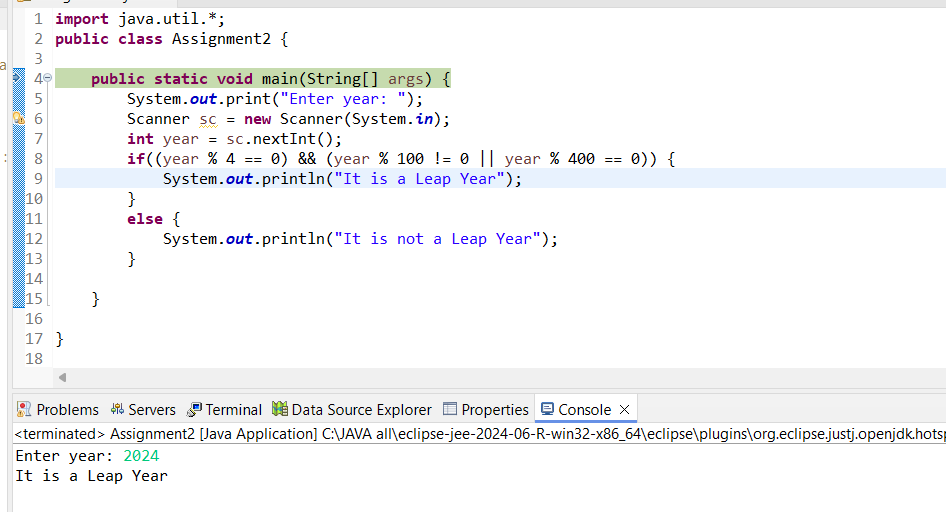 1 import java.util.*;
2 public class Assignment2 {
3
4 public static void main(String[] args) {
5 System.out.print("Enter year: ");
6 Scanner sc = new Scanner(System.in);
7 int year = sc.nextInt();
8 if((year % 4 == 0) && (year % 100 != 0 || year % 400 == 0)) {
9 System.out.println("It is a Leap Year");
10 }
11 else {
12 System.out.println("It is not a Leap Year");
13 }
14
15 }
16
17 }
18
Problems Servers Terminal Data Source Explorer Properties Console
<terminated> Assignment2 [Java Application] C:\JAVA all\eclipse-jee-2024-06-R-win32-x86_64\eclipse\plugins\org.eclipse.justj.openjdk.hotsp
Enter year: 2024
It is a Leap Year